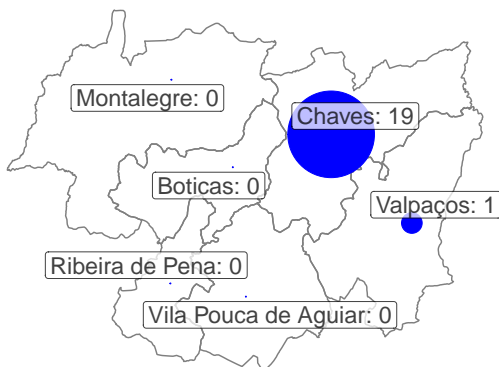 Montalegre: 0
Chaves: 19
Boticas: 0
Valpaços: 1
Ribeira de Pena: 0
Vila Pouca de Aguiar: 0